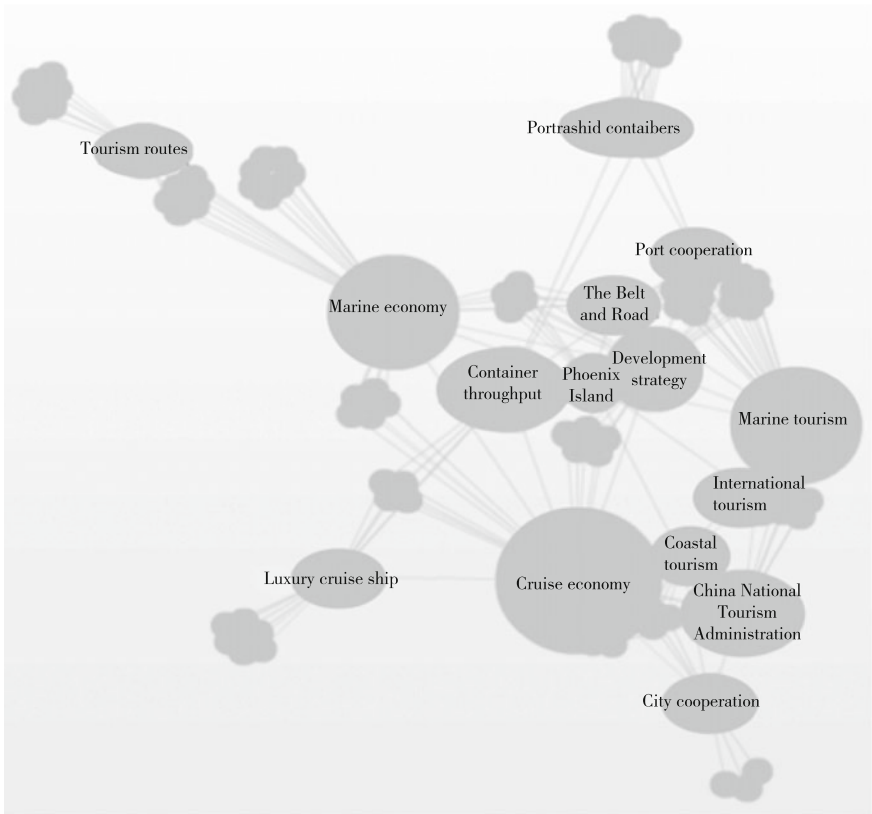 Portrashid contaibers
Tourism routes
Port cooperation
The Belt
and Road
Marine economy
Development
strategy
Container
throughput
Phoenix
Island
Marine tourism
International
tourism
Coastal
tourism
Luxury cruise ship
Cruise economy
China National
Tourism
Administration
City cooperation